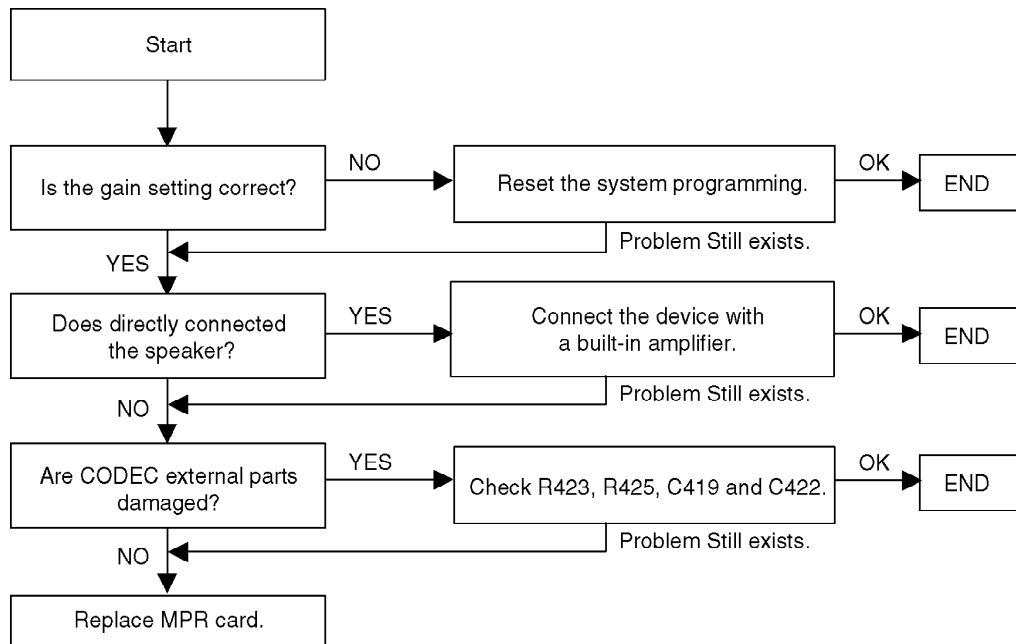 Start
Is the gain setting correct?
NO
Reset the system programming.
OK
END
Problem Still exists.
YES
Does directly connected
the speaker?
YES
Connect the device with
a built-in amplifier.
OK
END
Problem Still exists.
NO
Are CODEC external parts
damaged?
YES
Check R423, R425, C419 and C422.
OK
END
Problem Still exists.
NO
Replace MPR card.